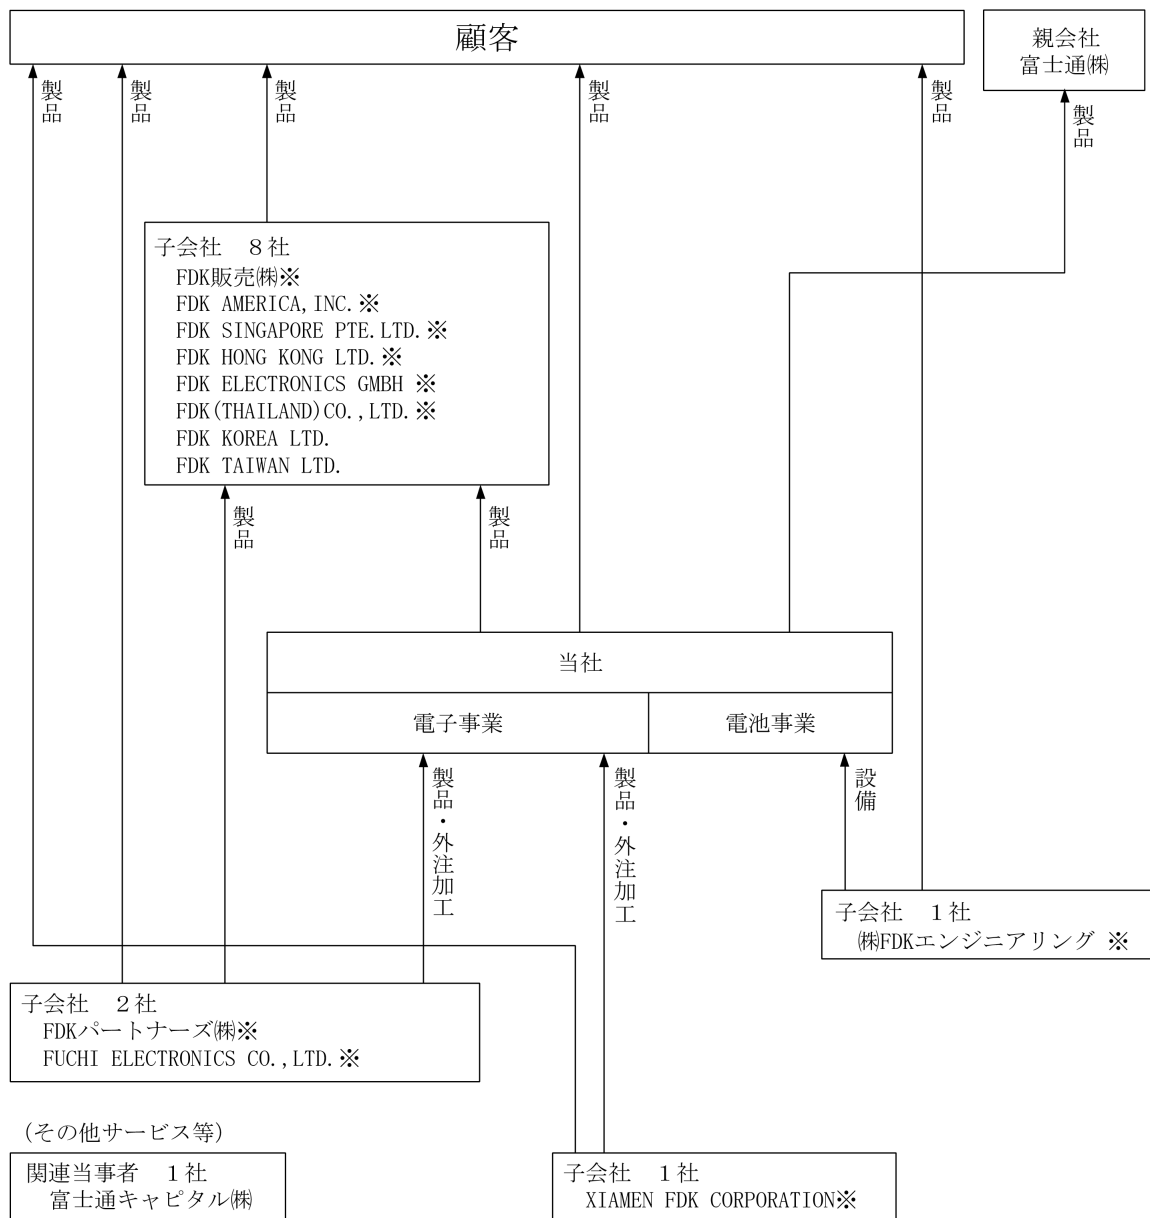 顧客
親会社
富士通㈱
製品
製品
製品
製品
製品
製品
子会社　８社
FDK販売㈱※
FDK AMERICA,INC.※
FDK SINGAPORE PTE.LTD.※
FDK HONG KONG LTD.※
FDK ELECTRONICS GMBH ※
FDK(THAILAND)CO.,LTD.※
FDK KOREA LTD.
FDK TAIWAN LTD.
製品
製品
当社
電子事業
電池事業
製品・外注加工
製品・外注加工
設備
子会社　１社
㈱FDKエンジニアリング ※
子会社　２社
FDKパートナーズ㈱※
FUCHI ELECTRONICS CO.,LTD.※
（その他サービス等）
関連当事者　１社
富士通キャピタル㈱
子会社　１社
XIAMEN FDK CORPORATION※